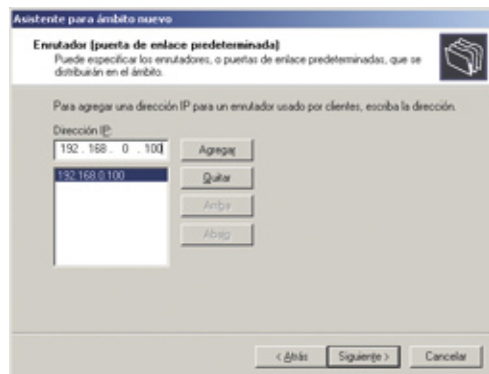 Asistente para ámbito nuevo
Enrutador (puerta de enlace predeterminada)
Puede especificar los enrutadores, o puertas de enlace predeterminadas, que se
distribuirán en el ámbito.
Para agregar una dirección IP para un enrutador usado por clientes, escriba la dirección.
Dirección IP:
192 . 168 . 0 . 100
Agregar
192.168.0.100
Quitar
Arriba
Abajo
< Atrás
Siguiente >
Cancelar